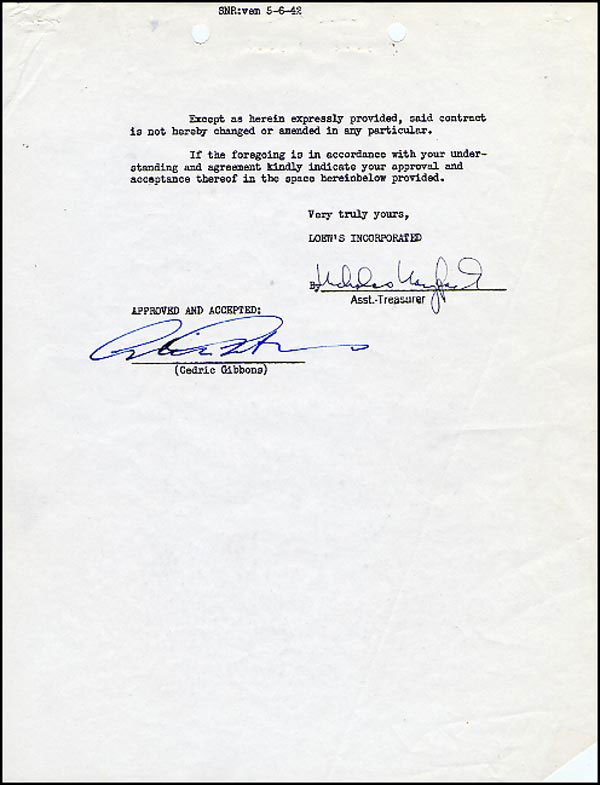 SNR:vem 5-6-42
Except as herein expressly provided, said contract
is not hereby changed or amended in any particular.
If the foregoing is in accordance with your under-
standing and agreement kindly indicate your approval and
acceptance thereof in the space hereinbelow provided.
Very truly yours,
LOEW'S INCORPORATED
By Nicholas
Asst.-Treasurer
APPROVED AND ACCEPTED:
(Cedric Gibbons)